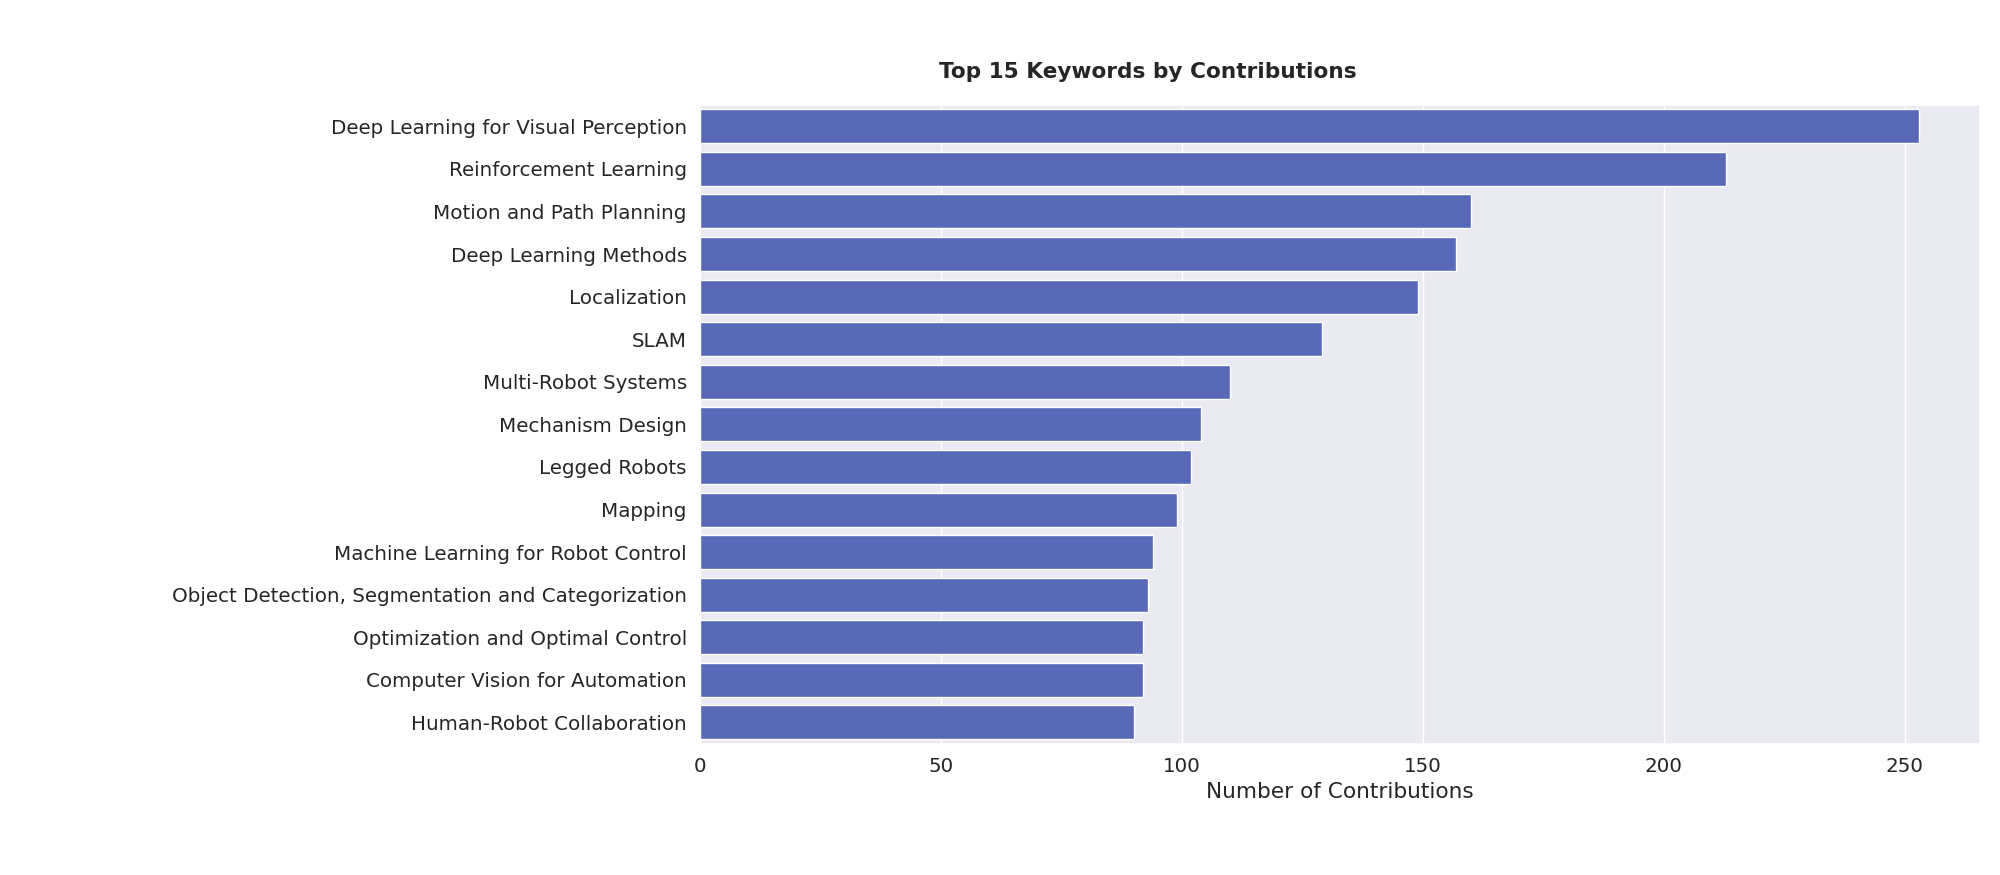 Top 15 Keywords by Contributions
Deep Learning for Visual Perception
Reinforcement Learning
Motion and Path Planning
Deep Learning Methods
Localization
SLAM
Multi-Robot Systems
Mechanism Design
Legged Robots
Mapping
Machine Learning for Robot Control
Object Detection, Segmentation and Categorization
Optimization and Optimal Control
Computer Vision for Automation
Human-Robot Collaboration
0 50 100 150 200 250
Number of Contributions